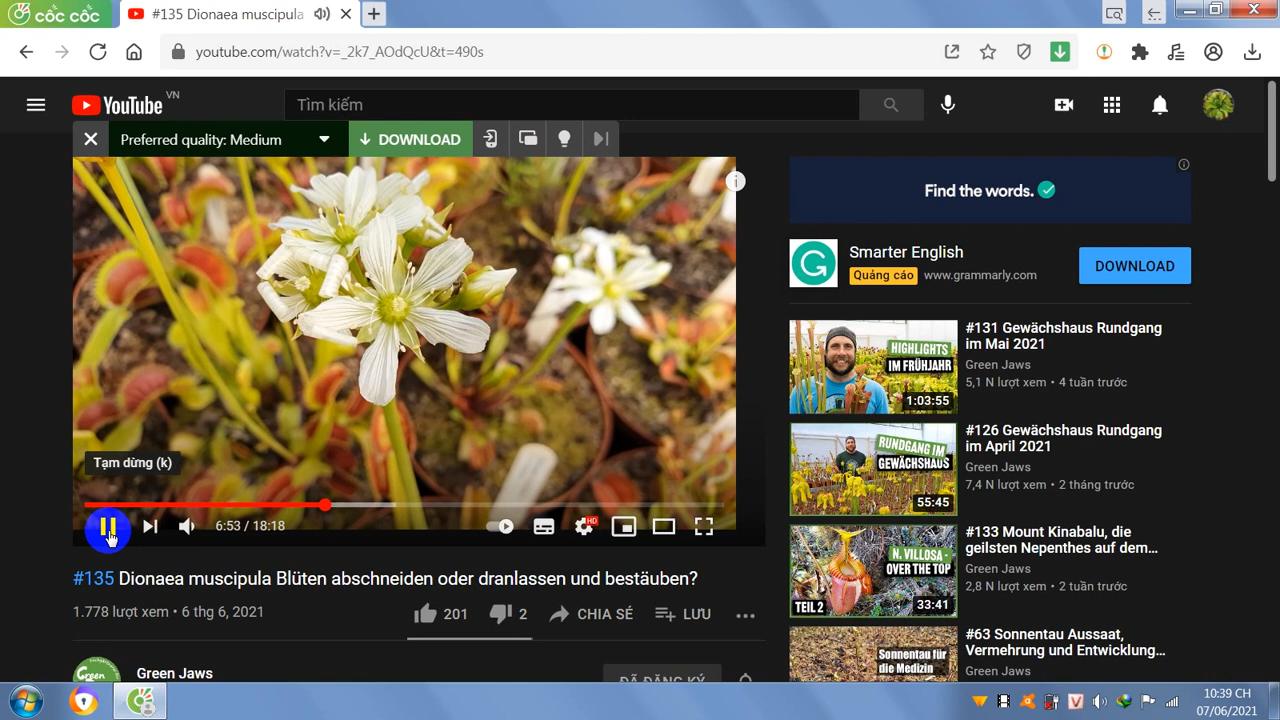 cốc cốc
#135 Dionaea muscipula
youtube.com/watch?v=_2k7_AOdQcU&t=490s
YouTube VN
Tìm kiếm
Preferred quality: Medium
DOWNLOAD
Find the words.
Smarter English
Quảng cáo www.grammarly.com
DOWNLOAD
Tạm dừng (k)
6:53 / 18:18
HD
#135 Dionaea muscipula Blüten abschneiden oder dranlassen und bestäuben?
1.778 lượt xem • 6 thg 6, 2021
201
2
CHIA SẺ
LƯU
Green Jaws
ĐÃ ĐĂNG KÝ
HIGHLIGHTS
IM FRÜHJAHR
1:03:55
#131 Gewächshaus Rundgang
im Mai 2021
Green Jaws
5,1 N lượt xem • 4 tuần trước
RUNDGANG IM
GEWÄCHSHAUS
55:45
#126 Gewächshaus Rundgang
im April 2021
Green Jaws
7,4 N lượt xem • 2 tháng trước
N. VILLOSA -
OVER THE TOP
TEIL 2
33:41
#133 Mount Kinabalu, die
geilsten Nepenthes auf dem...
Green Jaws
2,8 N lượt xem • 2 tuần trước
Sonnentau für
die Medizin
#63 Sonnentau Aussaat,
Vermehrung und Entwicklung...
Green Jaws
10:39 CH
07/06/2021